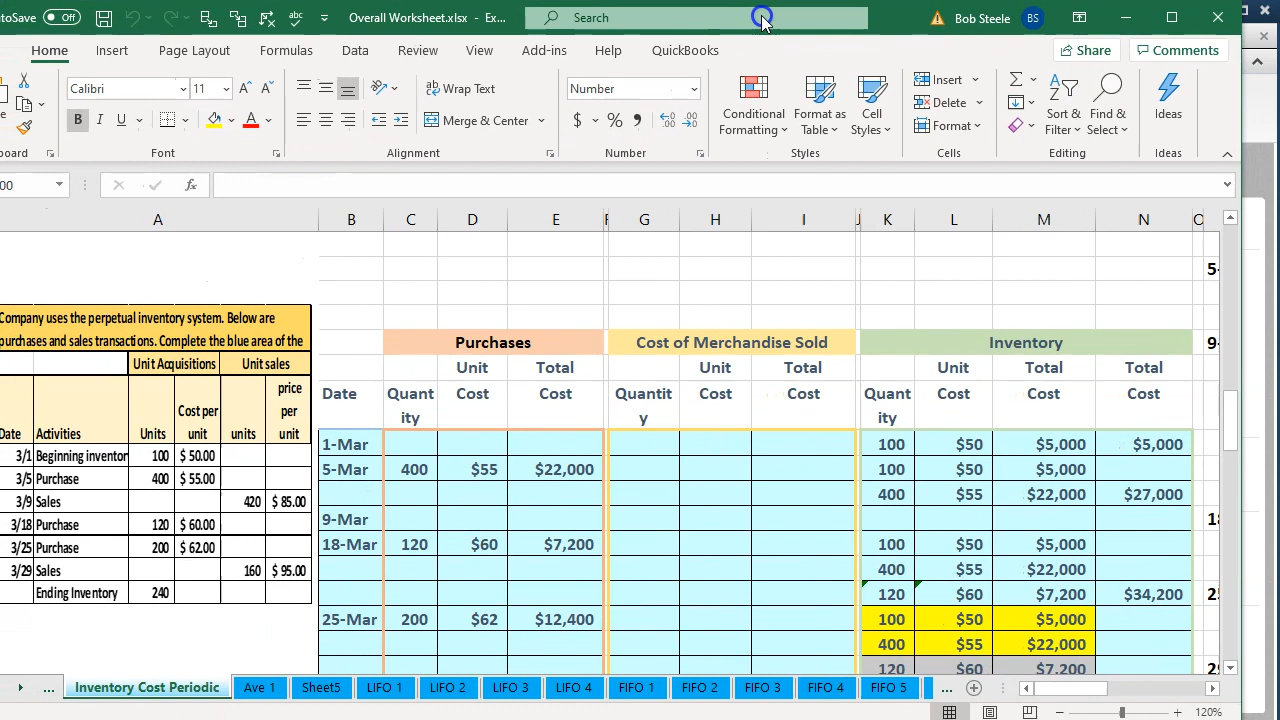 toSave Off Overall Worksheet.xlsx - Ex... Search Bob Steele BS
Home Insert Page Layout Formulas Data Review View Add-ins Help QuickBooks Share Comments
Calibri 11 A A Wrap Text Number Insert Conditional Format as Cell Sort & Find & Ideas
B I U A Merge & Center $ % Delete Formatting Table Styles Format Filter Select
oard Font Alignment Number Styles Cells Editing Ideas
00 fx
A B C D E F G H I J K L M N O
5-
Company uses the perpetual inventory system. Below are
purchases and sales transactions. Complete the blue area of the
Purchases Cost of Merchandise Sold Inventory 9-
Unit Acquisitions Unit sales
Unit Total Unit Total Unit Total Total
Date Quant Cost Cost Quantit Cost Cost Quant Cost Cost Cost
ity y ity
price
Cost per per
Date Activities Units unit units unit
3/1 Beginning inventor 100 $ 50.00
3/5 Purchase 400 $ 55.00
3/9 Sales 420 $ 85.00
3/18 Purchase 120 $ 60.00
3/25 Purchase 200 $ 62.00
3/29 Sales 160 $ 95.00
Ending Inventory 240
1-Mar 100 $50 $5,000 $5,000
5-Mar 400 $55 $22,000 100 $50 $5,000
400 $55 $22,000 $27,000
9-Mar 18
18-Mar 120 $60 $7,200 100 $50 $5,000
400 $55 $22,000
120 $60 $7,200 $34,200 25
25-Mar 200 $62 $12,400 100 $50 $5,000
400 $55 $22,000
120 $60 $7,200 29
... Inventory Cost Periodic Ave 1 Sheet5 LIFO 1 LIFO 2 LIFO 3 LIFO 4 FIFO 1 FIFO 2 FIFO 3 FIFO 4 FIFO 5 ...
120%